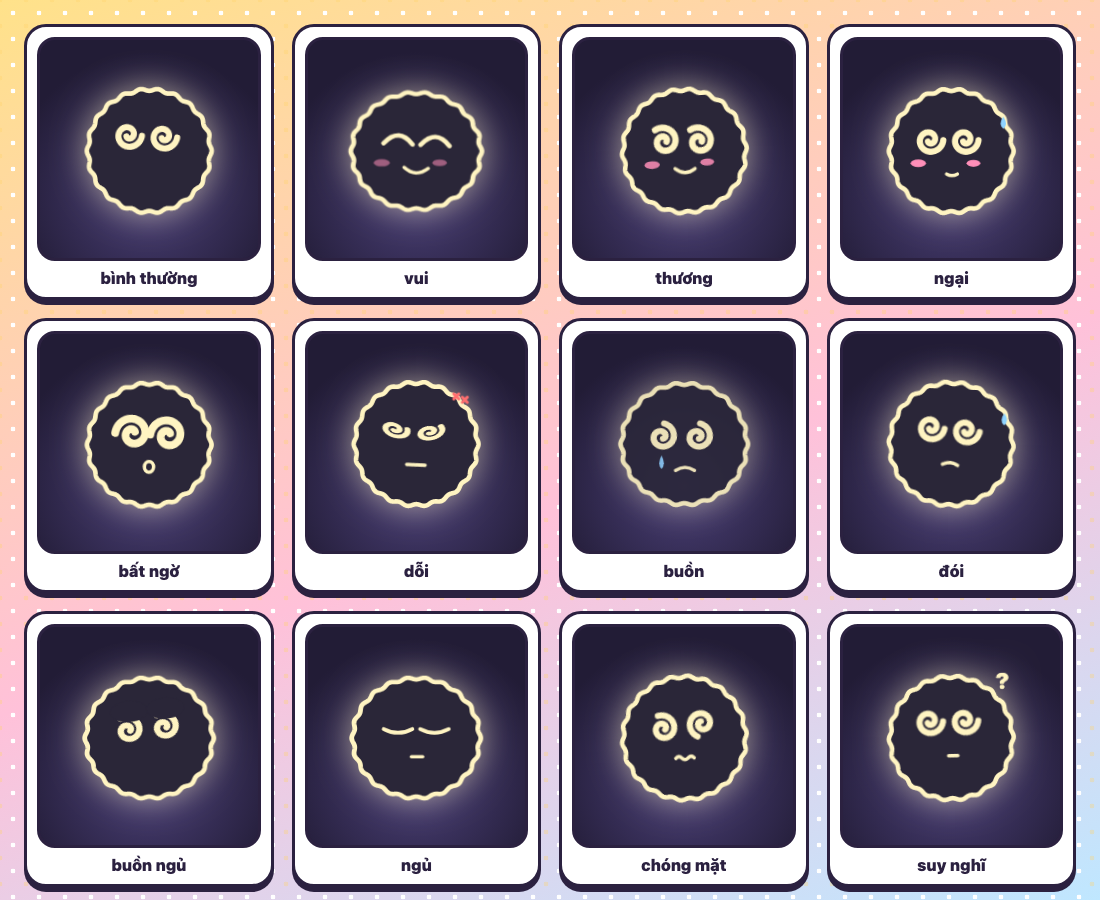 bình thường
vui
thương
ngại
bất ngờ
dỗi
buồn
đói
buồn ngủ
ngủ
chóng mặt
?
suy nghĩ